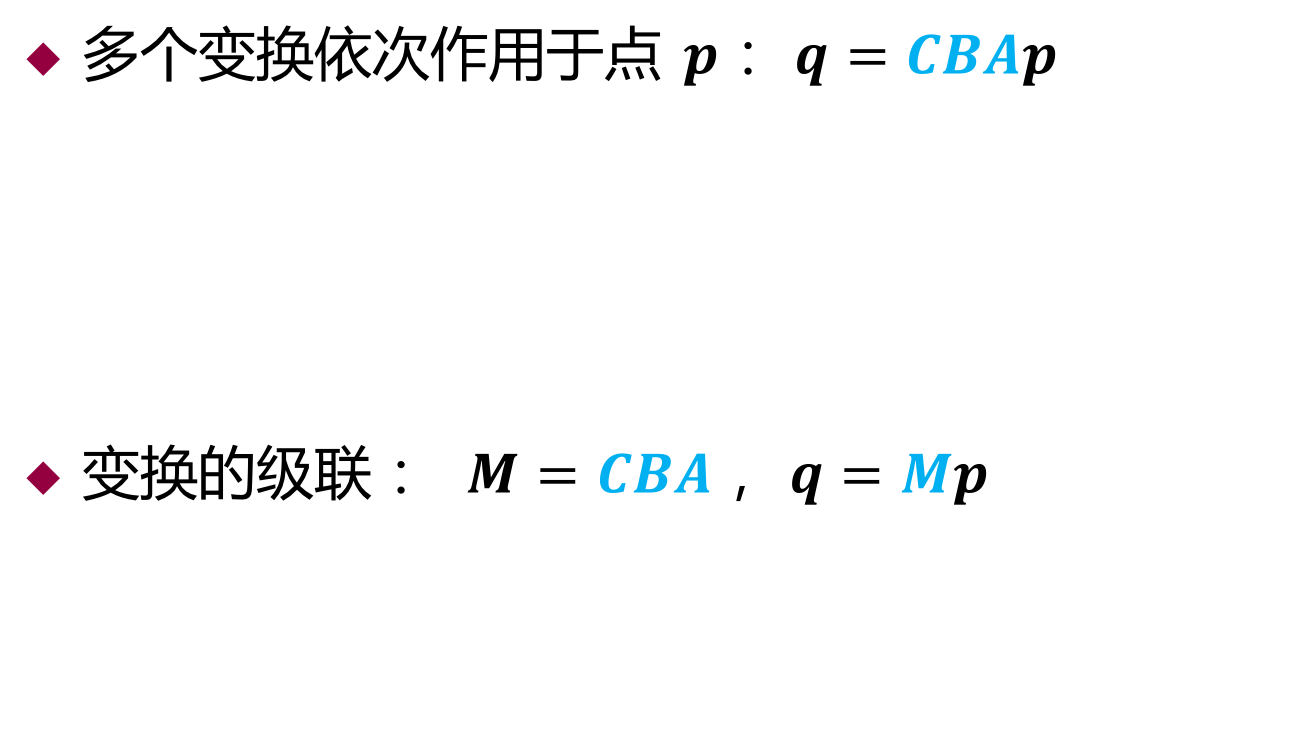 ◆ 多个变换依次作用于点 p： q = CBAp
◆ 变换的级联： M = CBA， q = Mp